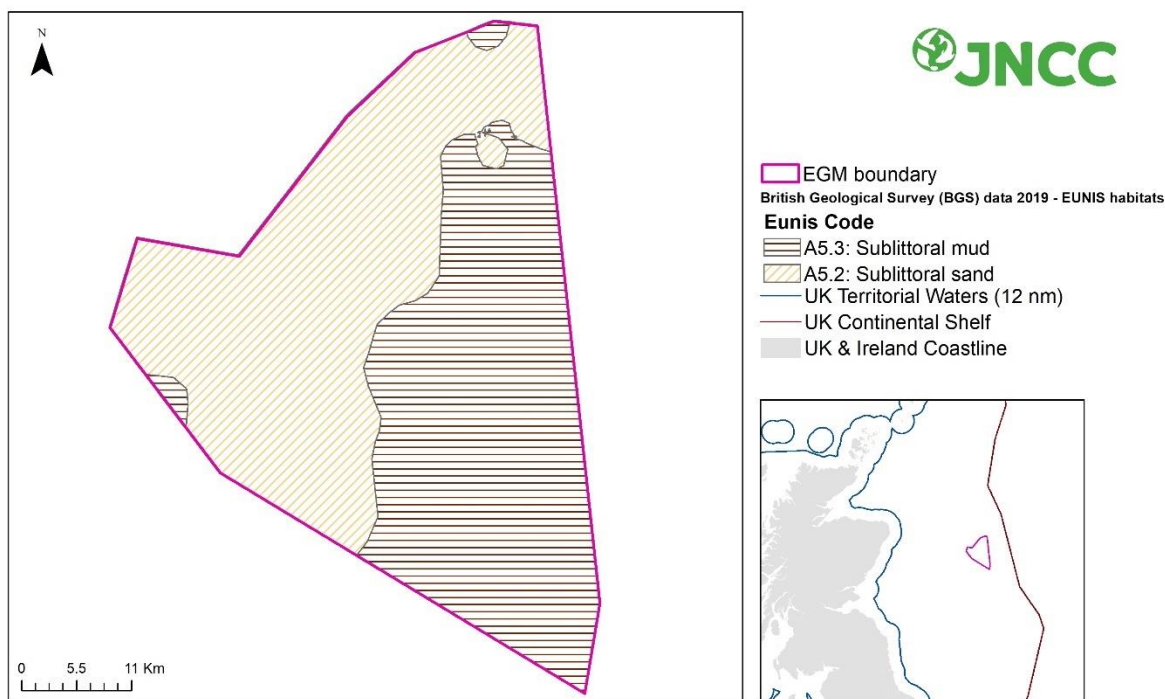 N
JNCC
EGM boundary
British Geological Survey (BGS) data 2019 - EUNIS habitats
Eunis Code
A5.3: Sublittoral mud
A5.2: Sublittoral sand
UK Territorial Waters (12 nm)
UK Continental Shelf
UK & Ireland Coastline
0 5.5 11 Km